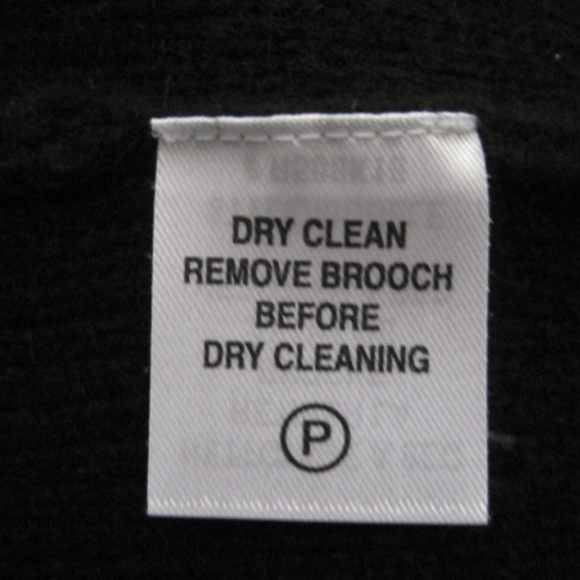 DRY CLEAN
REMOVE BROOCH
BEFORE
DRY CLEANING
P